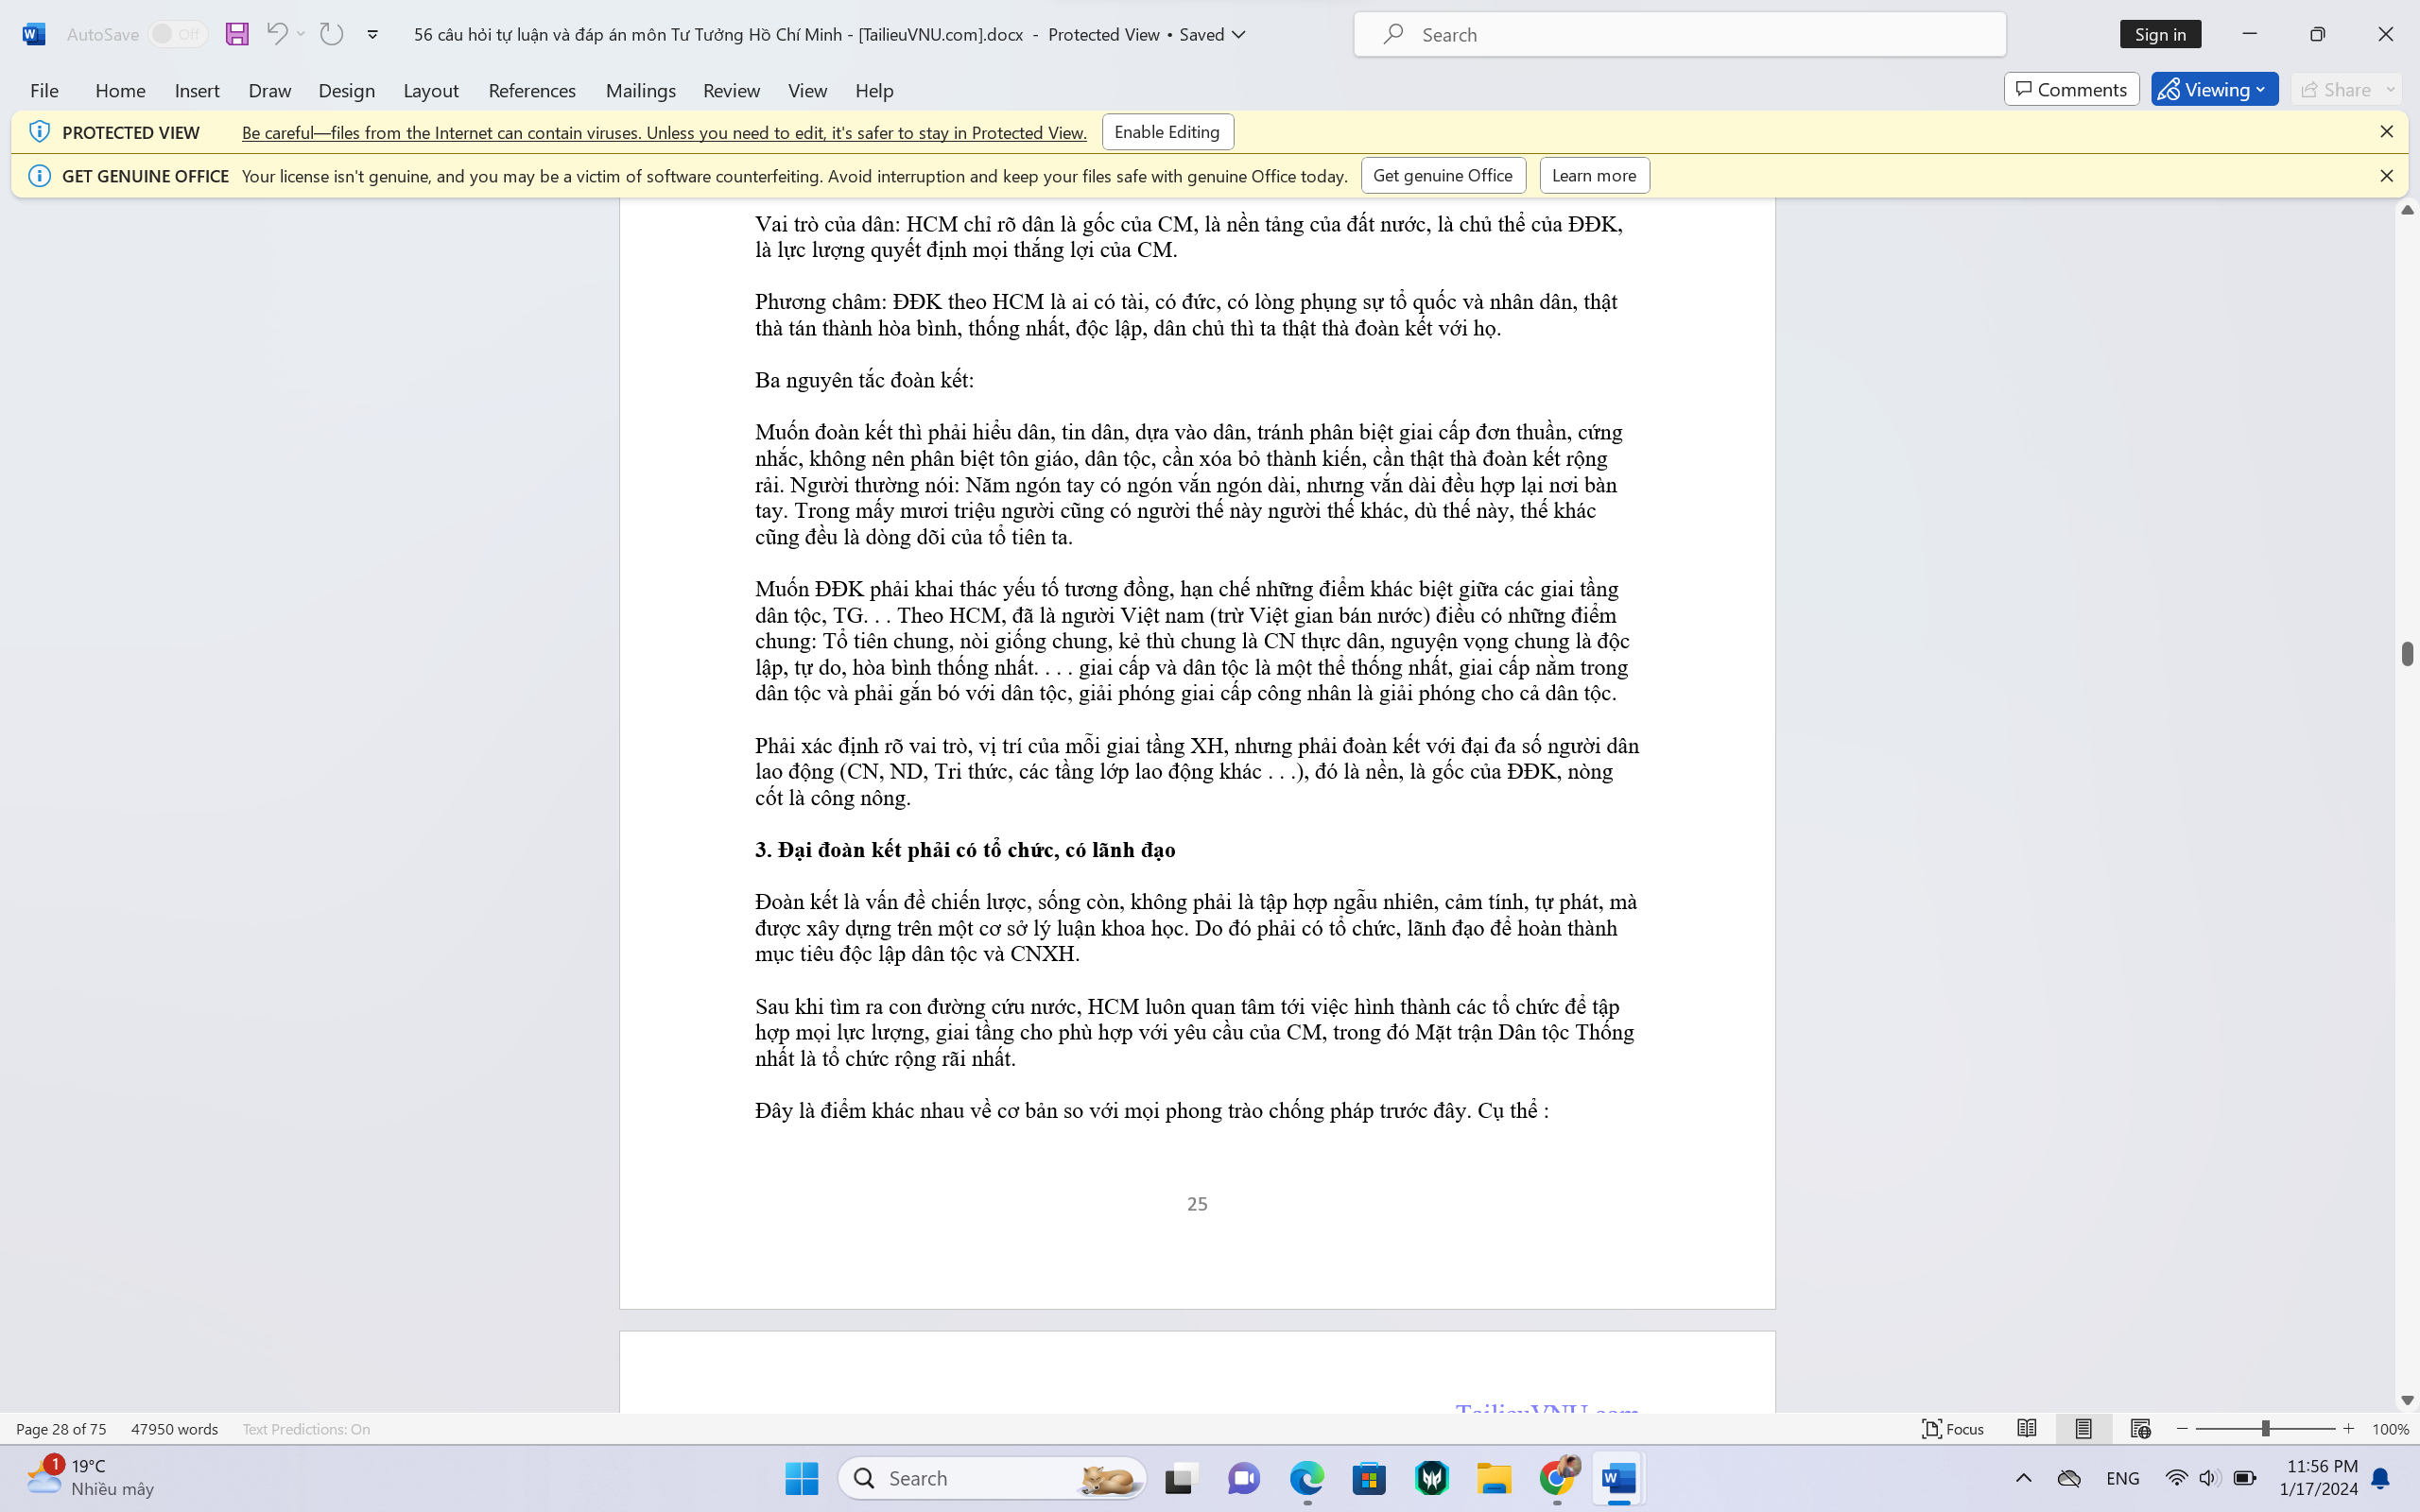 AutoSave Off 56 câu hỏi tự luận và đáp án môn Tư Tưởng Hồ Chí Minh - [TailieuVNU.com].docx - Protected View • Saved Search Sign in
File Home Insert Draw Design Layout References Mailings Review View Help Comments Viewing Share
PROTECTED VIEW Be careful—files from the Internet can contain viruses. Unless you need to edit, it's safer to stay in Protected View. Enable Editing
GET GENUINE OFFICE Your license isn't genuine, and you may be a victim of software counterfeiting. Avoid interruption and keep your files safe with genuine Office today. Get genuine Office Learn more
Vai trò của dân: HCM chỉ rõ dân là gốc của CM, là nền tảng của đất nước, là chủ thể của ĐĐK,
là lực lượng quyết định mọi thắng lợi của CM.
Phương châm: ĐĐK theo HCM là ai có tài, có đức, có lòng phụng sự tổ quốc và nhân dân, thật
thà tán thành hòa bình, thống nhất, độc lập, dân chủ thì ta thật thà đoàn kết với họ.
Ba nguyên tắc đoàn kết:
Muốn đoàn kết thì phải hiểu dân, tin dân, dựa vào dân, tránh phân biệt giai cấp đơn thuần, cứng
nhắc, không nên phân biệt tôn giáo, dân tộc, cần xóa bỏ thành kiến, cần thật thà đoàn kết rộng
rải. Người thường nói: Năm ngón tay có ngón vắn ngón dài, nhưng vắn dài đều hợp lại nơi bàn
tay. Trong mấy mươi triệu người cũng có người thế này người thế khác, dù thế này, thế khác
cũng đều là dòng dõi của tổ tiên ta.
Muốn ĐĐK phải khai thác yếu tố tương đồng, hạn chế những điểm khác biệt giữa các giai tầng
dân tộc, TG. . . Theo HCM, đã là người Việt nam (trừ Việt gian bán nước) điều có những điểm
chung: Tổ tiên chung, nòi giống chung, kẻ thù chung là CN thực dân, nguyện vọng chung là độc
lập, tự do, hòa bình thống nhất. . . . giai cấp và dân tộc là một thể thống nhất, giai cấp nằm trong
dân tộc và phải gắn bó với dân tộc, giải phóng giai cấp công nhân là giải phóng cho cả dân tộc.
Phải xác định rõ vai trò, vị trí của mỗi giai tầng XH, nhưng phải đoàn kết với đại đa số người dân
lao động (CN, ND, Tri thức, các tầng lớp lao động khác . . .), đó là nền, là gốc của ĐĐK, nòng
cốt là công nông.
3. Đại đoàn kết phải có tổ chức, có lãnh đạo
Đoàn kết là vấn đề chiến lược, sống còn, không phải là tập hợp ngẫu nhiên, cảm tính, tự phát, mà
được xây dựng trên một cơ sở lý luận khoa học. Do đó phải có tổ chức, lãnh đạo để hoàn thành
mục tiêu độc lập dân tộc và CNXH.
Sau khi tìm ra con đường cứu nước, HCM luôn quan tâm tới việc hình thành các tổ chức để tập
hợp mọi lực lượng, giai tầng cho phù hợp với yêu cầu của CM, trong đó Mặt trận Dân tộc Thống
nhất là tổ chức rộng rãi nhất.
Đây là điểm khác nhau về cơ bản so với mọi phong trào chống pháp trước đây. Cụ thể :
25
TailieuVNU.com
Page 28 of 75 47950 words Text Predictions: On Focus 100%
1 19°C Nhiều mây Search ENG 11:56 PM 1/17/2024